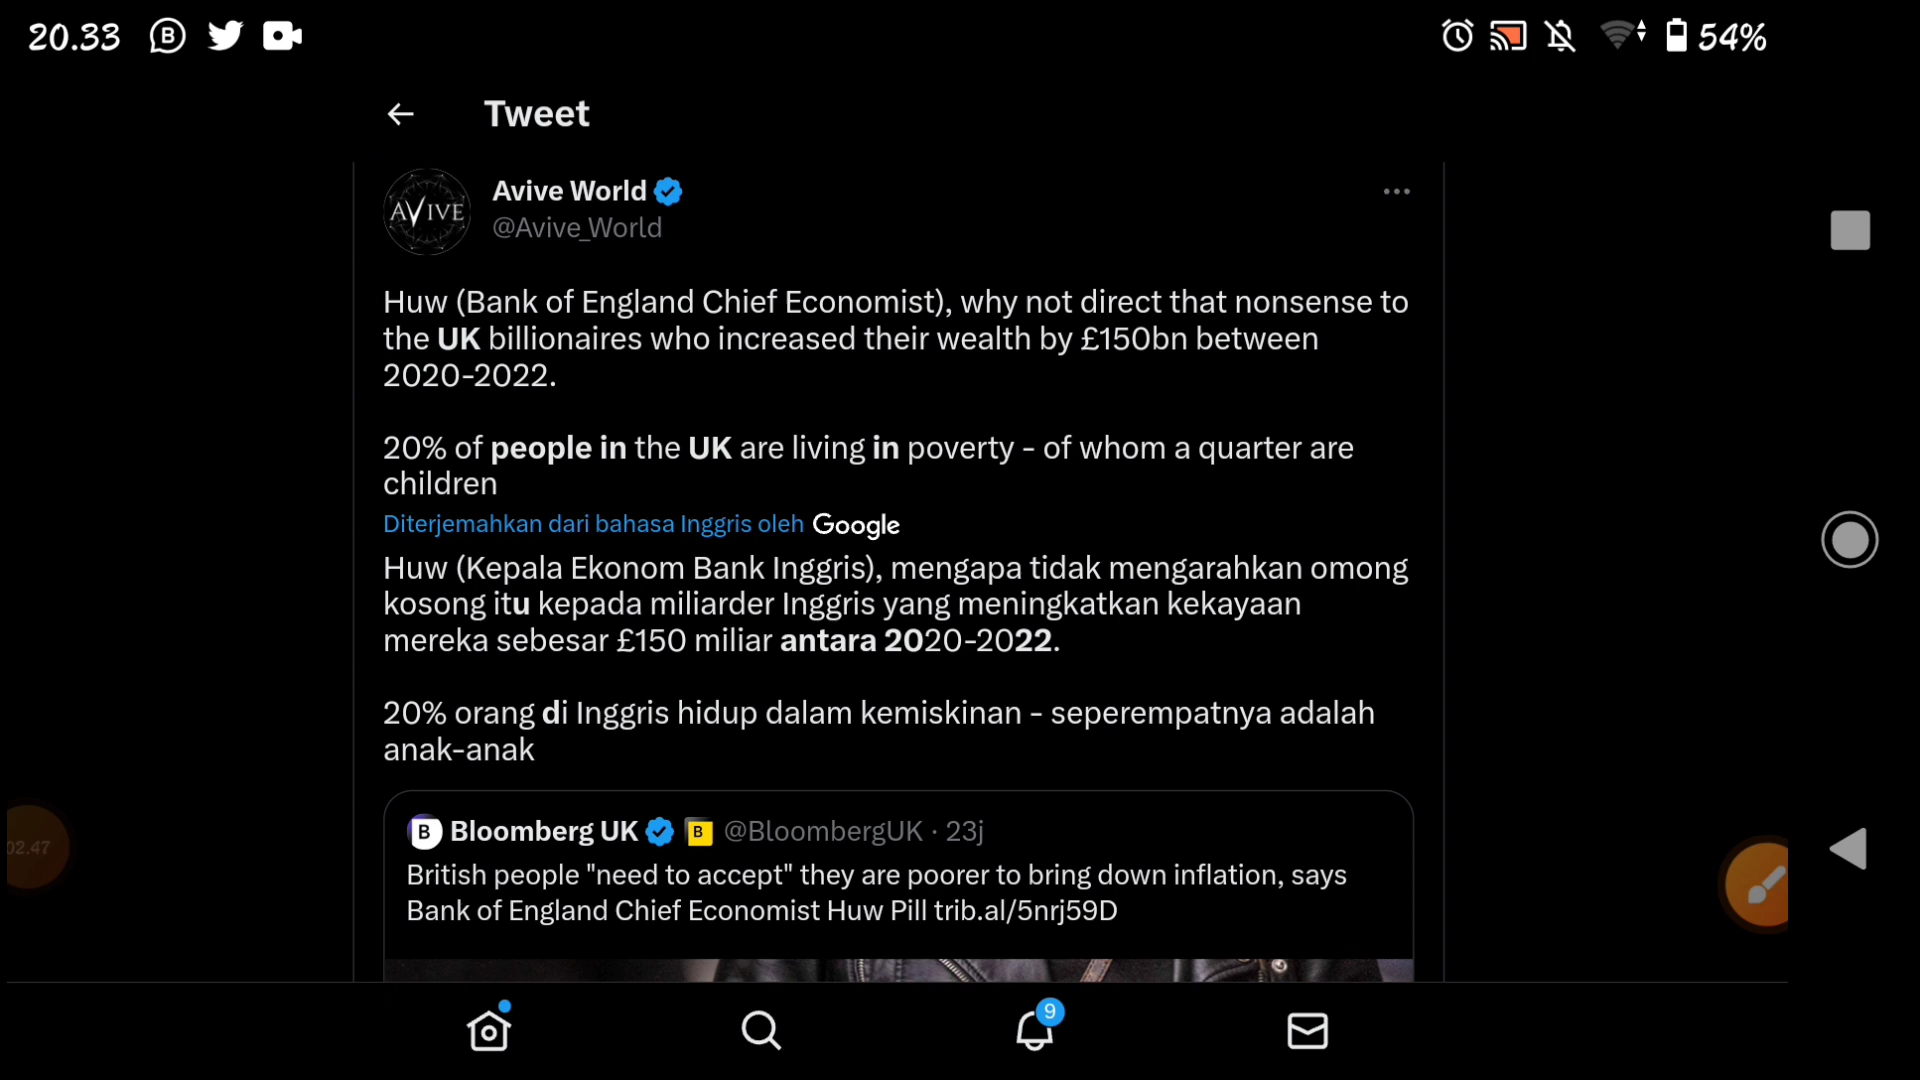 20.33
B
54%
Tweet
AVIVE
Avive World
@Avive_World
Huw (Bank of England Chief Economist), why not direct that nonsense to
the UK billionaires who increased their wealth by £150bn between
2020-2022.
20% of people in the UK are living in poverty - of whom a quarter are
children
Diterjemahkan dari bahasa Inggris oleh Google
Huw (Kepala Ekonom Bank Inggris), mengapa tidak mengarahkan omong
kosong itu kepada miliarder Inggris yang meningkatkan kekayaan
mereka sebesar £150 miliar antara 2020-2022.
20% orang di Inggris hidup dalam kemiskinan - seperempatnya adalah
anak-anak
B Bloomberg UK B @BloombergUK · 23j
02.47
British people "need to accept" they are poorer to bring down inflation, says
Bank of England Chief Economist Huw Pill trib.al/5nrj59D
9